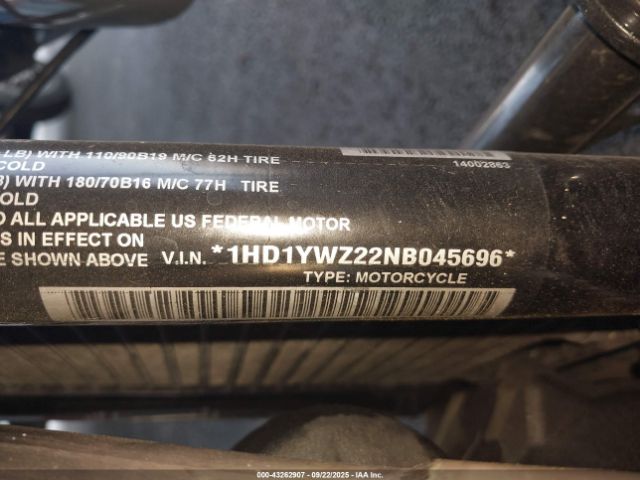 LB) WITH 110/90B19 M/C 62H TIRE
COLD
14002863
B) WITH 180/70B16 M/C 77H TIRE
OLD
O ALL APPLICABLE US FEDERAL MOTOR
S IN EFFECT ON
E SHOWN ABOVE V.I.N. *1HD1YWZ22NB045696*
TYPE: MOTORCYCLE
000-43262907 - 09/22/2025 - IAA Inc.